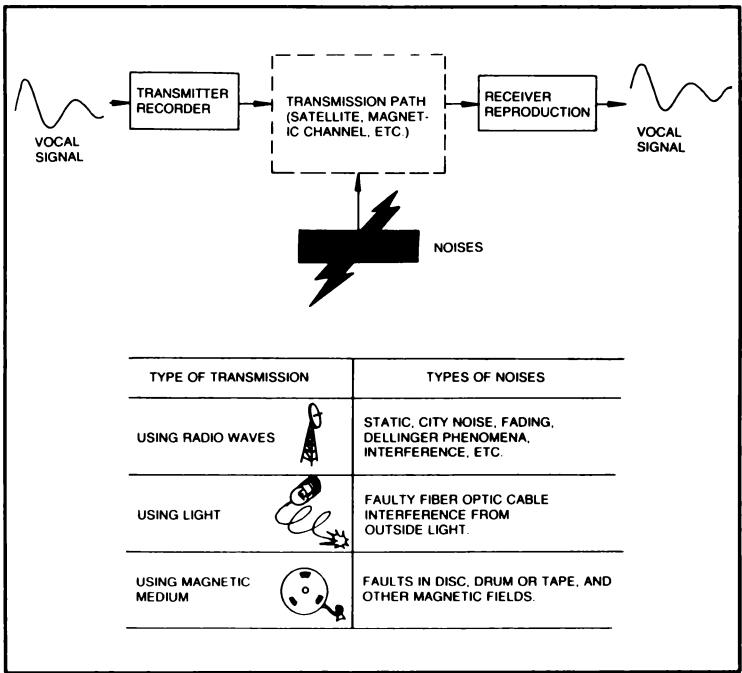 VOCAL
SIGNAL
TRANSMITTER
RECORDER
TRANSMISSION PATH
(SATELLITE, MAGNET-
IC CHANNEL, ETC.)
RECEIVER
REPRODUCTION
VOCAL
SIGNAL
NOISES
TYPE OF TRANSMISSION
TYPES OF NOISES
USING RADIO WAVES
STATIC, CITY NOISE, FADING,
DELLINGER PHENOMENA,
INTERFERENCE, ETC.
USING LIGHT
FAULTY FIBER OPTIC CABLE
INTERFERENCE FROM
OUTSIDE LIGHT.
USING MAGNETIC
MEDIUM
FAULTS IN DISC, DRUM OR TAPE, AND
OTHER MAGNETIC FIELDS.